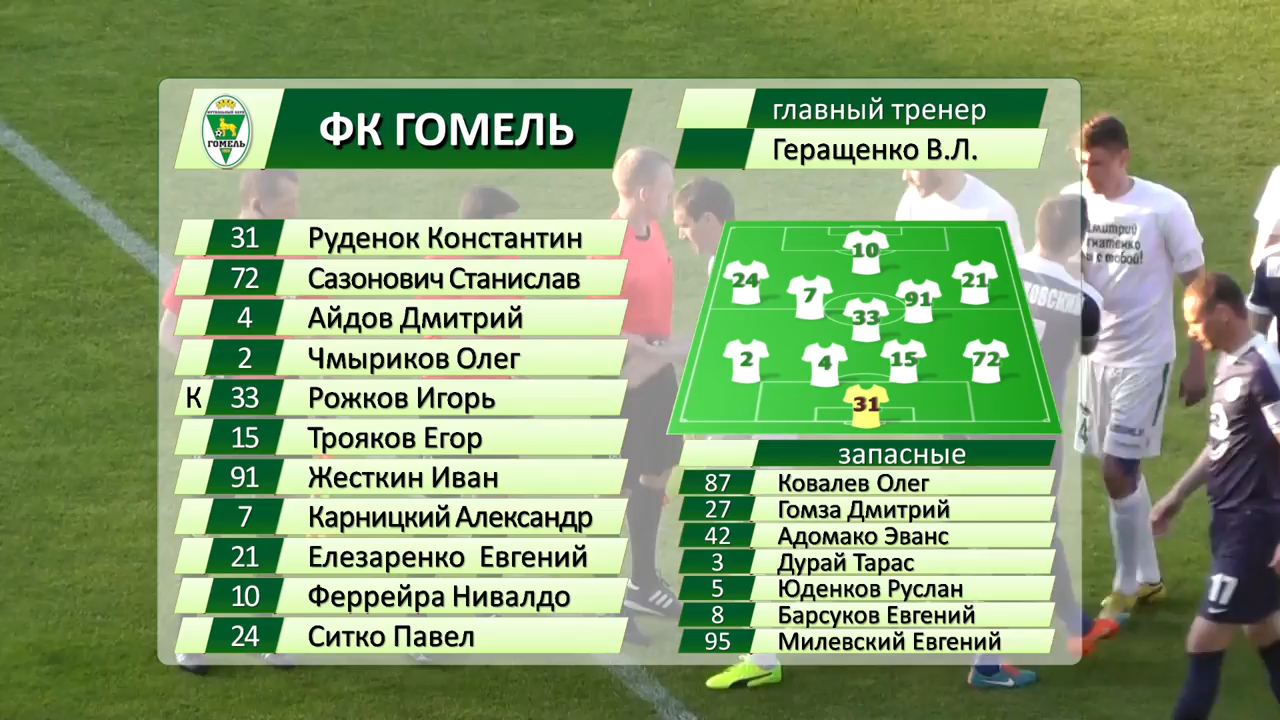 ФК ГОМЕЛЬ
ГОМЕЛЬ
главный тренер
Геращенко В.Л.
31 Руденок Константин
72 Сазонович Станислав
4 Айдов Дмитрий
2 Чмыриков Олег
К 33 Рожков Игорь
15 Трояков Егор
91 Жесткин Иван
7 Карницкий Александр
21 Елезаренко Евгений
10 Феррейра Нивалдо
24 Ситко Павел
10
24 7 91 21
33
2 4 15 72
31
запасные
87 Ковалев Олег
27 Гомза Дмитрий
42 Адомако Эванс
3 Дурай Тарас
5 Юденков Руслан
8 Барсуков Евгений
95 Милевский Евгений
с тобой!
17